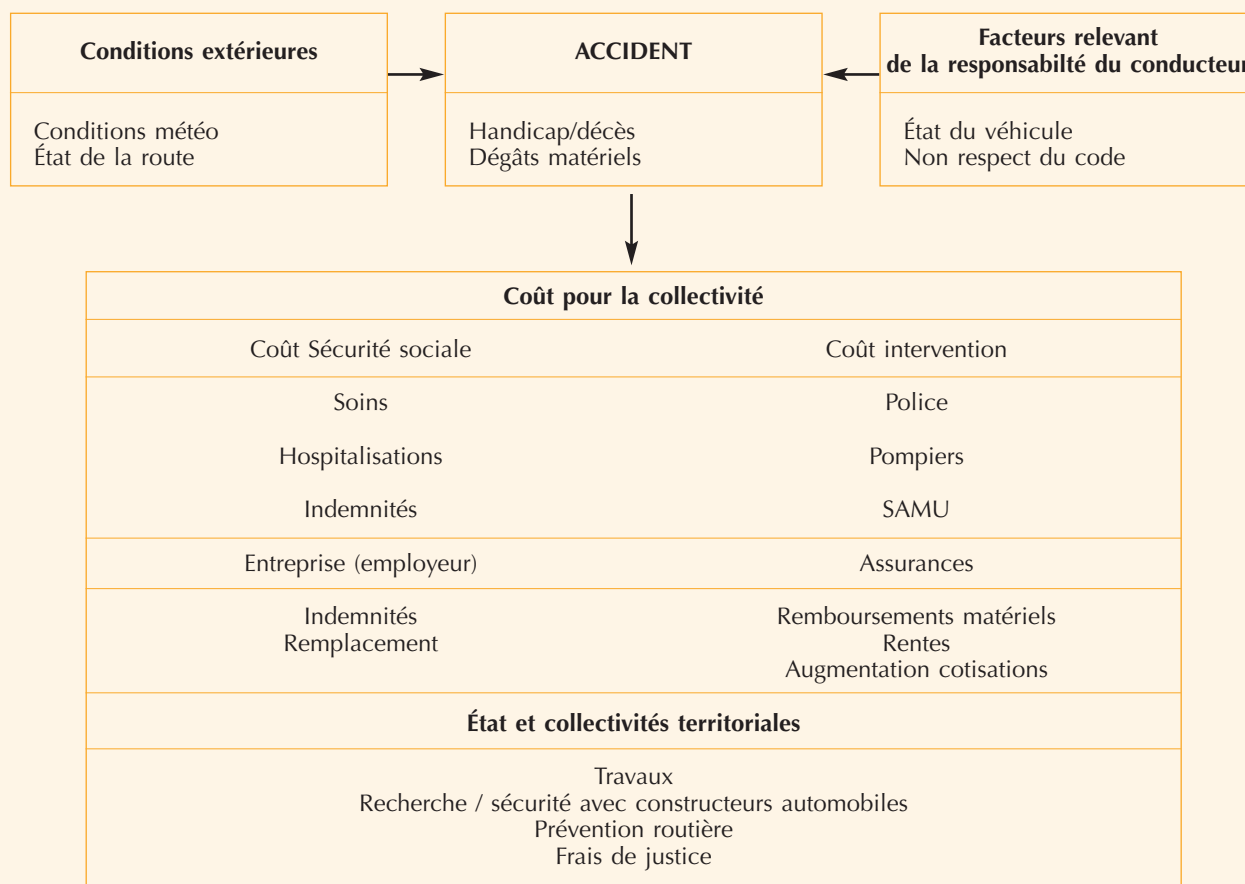 Conditions extérieures
Conditions météo
État de la route
ACCIDENT
Handicap/décès
Dégâts matériels
Facteurs relevant
de la responsabilté du conducteur
État du véhicule
Non respect du code
Coût pour la collectivité
Coût Sécurité sociale
Coût intervention
Soins
Police
Hospitalisations
Pompiers
Indemnités
SAMU
Entreprise (employeur)
Assurances
Indemnités
Remplacement
Remboursements matériels
Rentes
Augmentation cotisations
État et collectivités territoriales
Travaux
Recherche / sécurité avec constructeurs automobiles
Prévention routière
Frais de justice